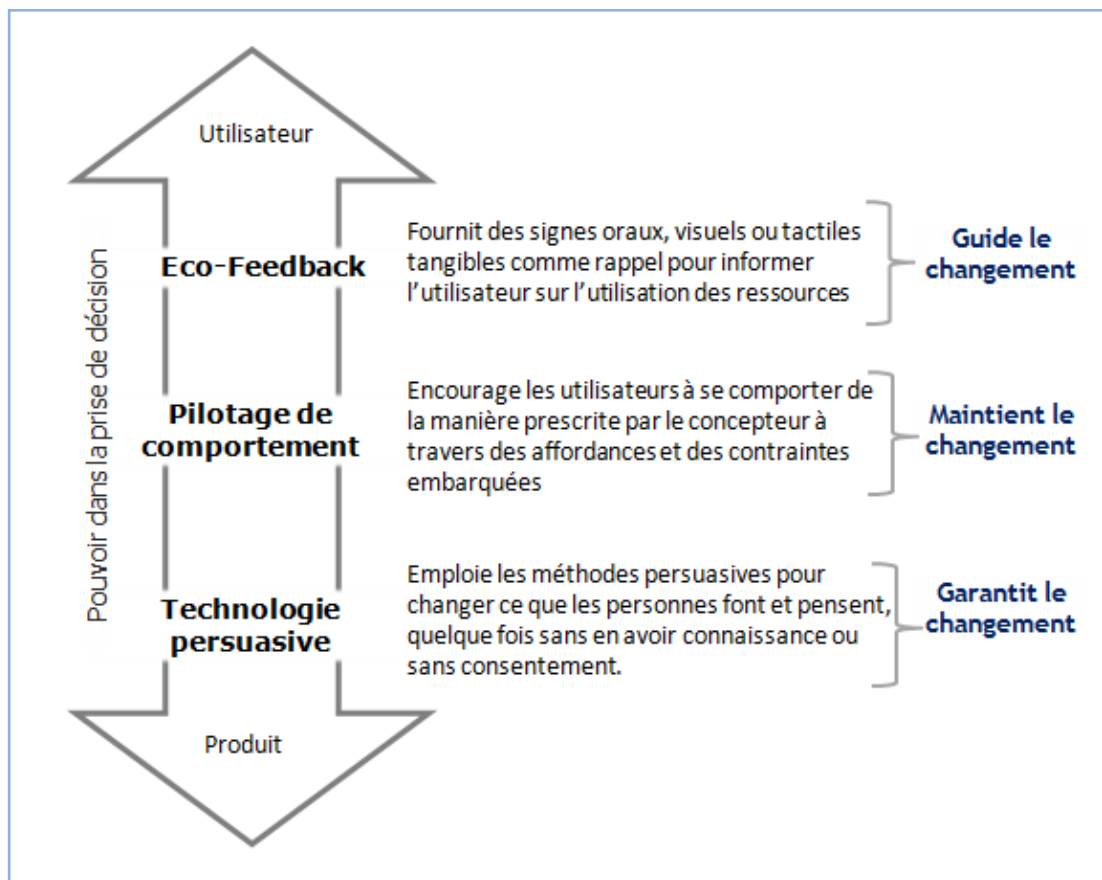 Utilisateur
Pouvoir dans la prise de décision
Eco-Feedback
Fournit des signes oraux, visuels ou tactiles
tangibles comme rappel pour informer
l'utilisateur sur l'utilisation des ressources
Guide le
changement
Pilotage de
comportement
Encourage les utilisateurs à se comporter de
la manière prescrite par le concepteur à
travers des affordances et des contraintes
embarquées
Maintient le
changement
Technologie
persuasive
Emploie les méthodes persuasives pour
changer ce que les personnes font et pensent,
quelque fois sans en avoir connaissance ou
sans consentement.
Garantit le
changement
Produit